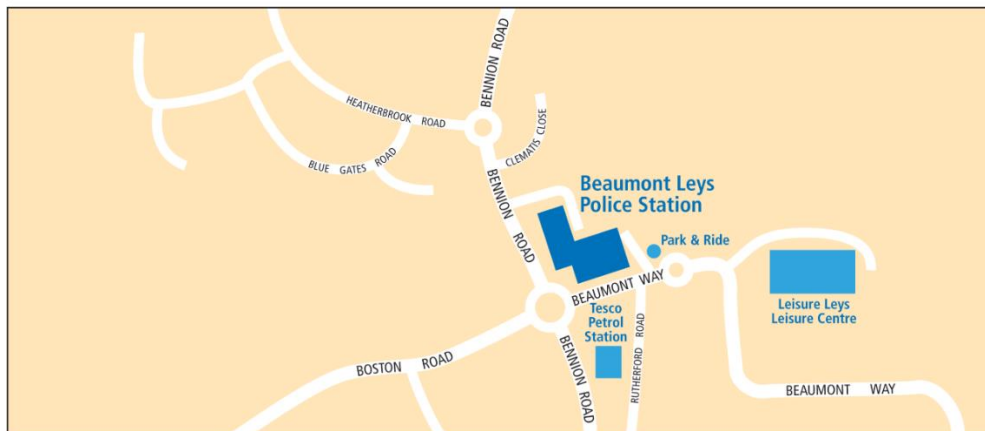 BENNION ROAD
HEATHERBROOK ROAD
CLEMATIS CLOSE
BLUE GATES ROAD
BENNION ROAD
Beaumont Leys
Police Station
Park & Ride
BEAUMONT WAY
Tesco
Petrol
Station
Leisure Leys
Leisure Centre
RUTHERFORD ROAD
BOSTON ROAD
BENNION ROAD
BEAUMONT WAY